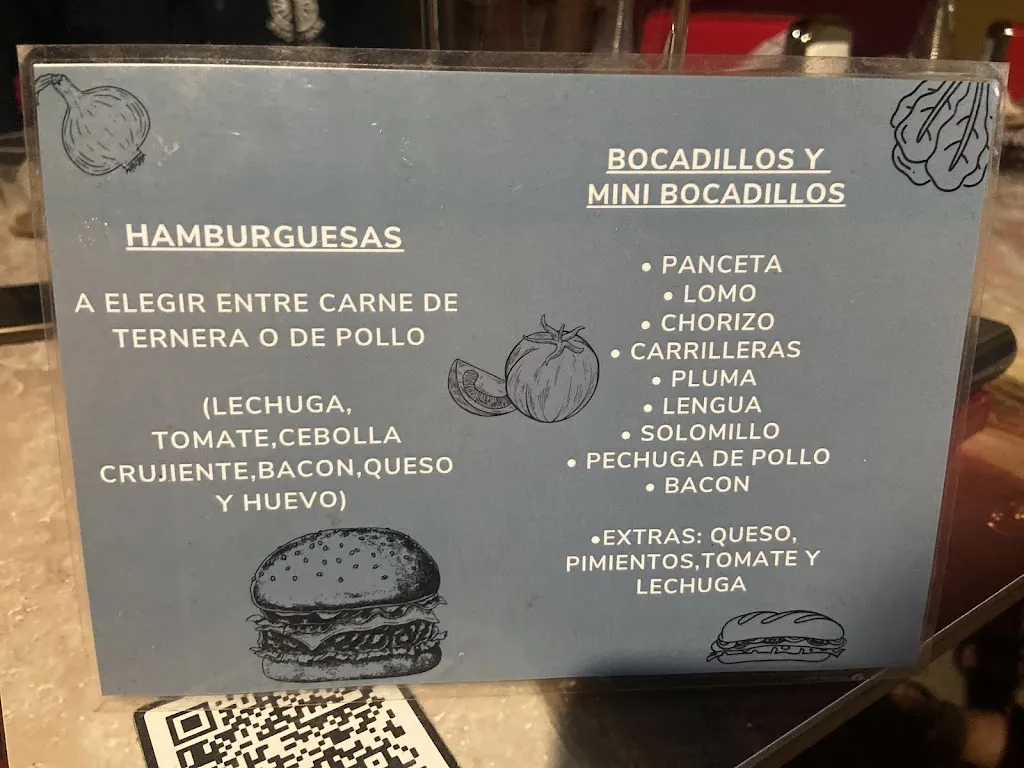 HAMBURGUESAS
A ELEGIR ENTRE CARNE DE
TERNERA O DE POLLO
(LECHUGA,
TOMATE,CEBOLLA
CRUJIENTE,BACON,QUESO
Y HUEVO)
BOCADILLOS Y
MINI BOCADILLOS
• PANCETA
• LOMO
• CHORIZO
• CARRILLERAS
• PLUMA
• LENGUA
• SOLOMILLO
• PECHUGA DE POLLO
• BACON
•EXTRAS: QUESO,
PIMIENTOS,TOMATE Y
LECHUGA